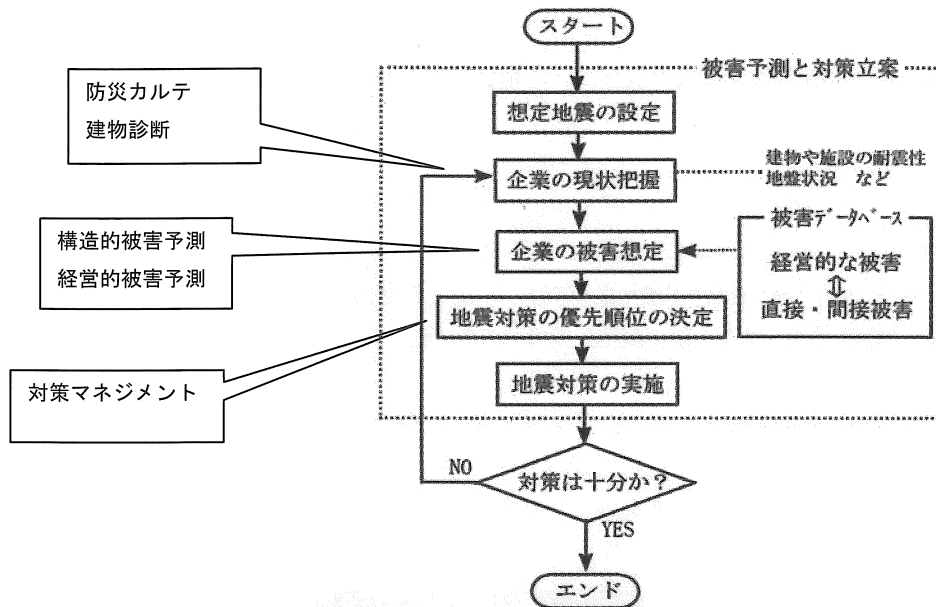 スタート
被害予測と対策立案
防災カルテ
建物診断
想定地震の設定
企業の現状把握
建物や施設の耐震性
地盤状況 など
構造的被害予測
経営的被害予測
企業の被害想定
被害データベース
経営的な被害
⇕
直接・間接被害
地震対策の優先順位の決定
対策マネジメント
地震対策の実施
NO
対策は十分か？
YES
エンド